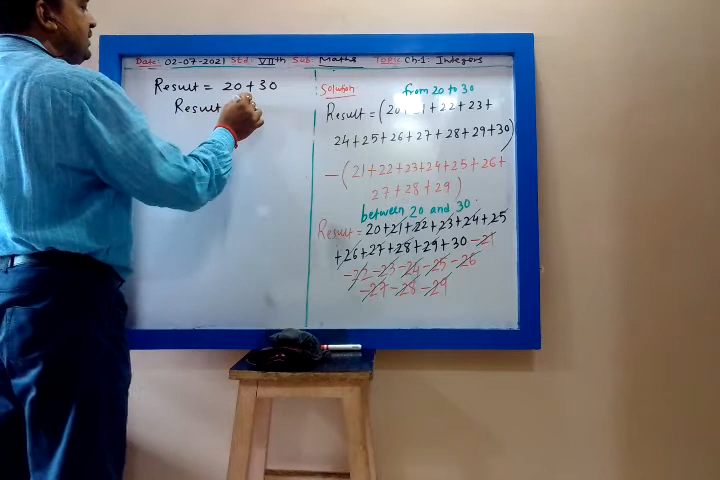 Date: 02-07-2021 Std: VIIth Sub: Maths Topic Ch-1: Integers
Result = 20+30
Result
Solution
from 20 to 30
Result = (20+21+22+23+
24+25+26+27+28+29+30)
-(21+22+23+24+25+26+
27+28+29)
between 20 and 30.
Result = 20+21+22+23+24+25
+26+27+28+29+30-21
-22-23-24-25-26
-27-28-29